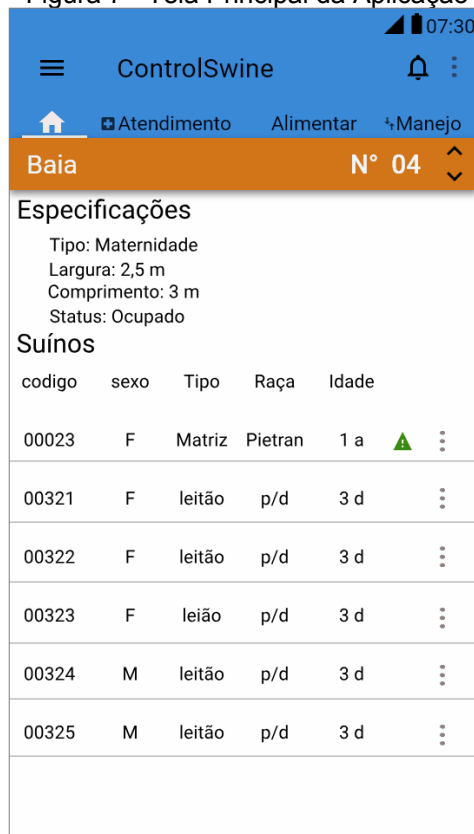 Figura 7 - Tela Principal da Aplicação
07:30
ControlSwine
Atendimento Alimentar Manejo
Baia N° 04
Especificações
Tipo: Maternidade
Largura: 2,5 m
Comprimento: 3 m
Status: Ocupado
Suínos
codigo sexo Tipo Raça Idade
00023 F Matriz Pietran 1 a
00321 F leitão p/d 3 d
00322 F leitão p/d 3 d
00323 F leião p/d 3 d
00324 M leitão p/d 3 d
00325 M leitão p/d 3 d